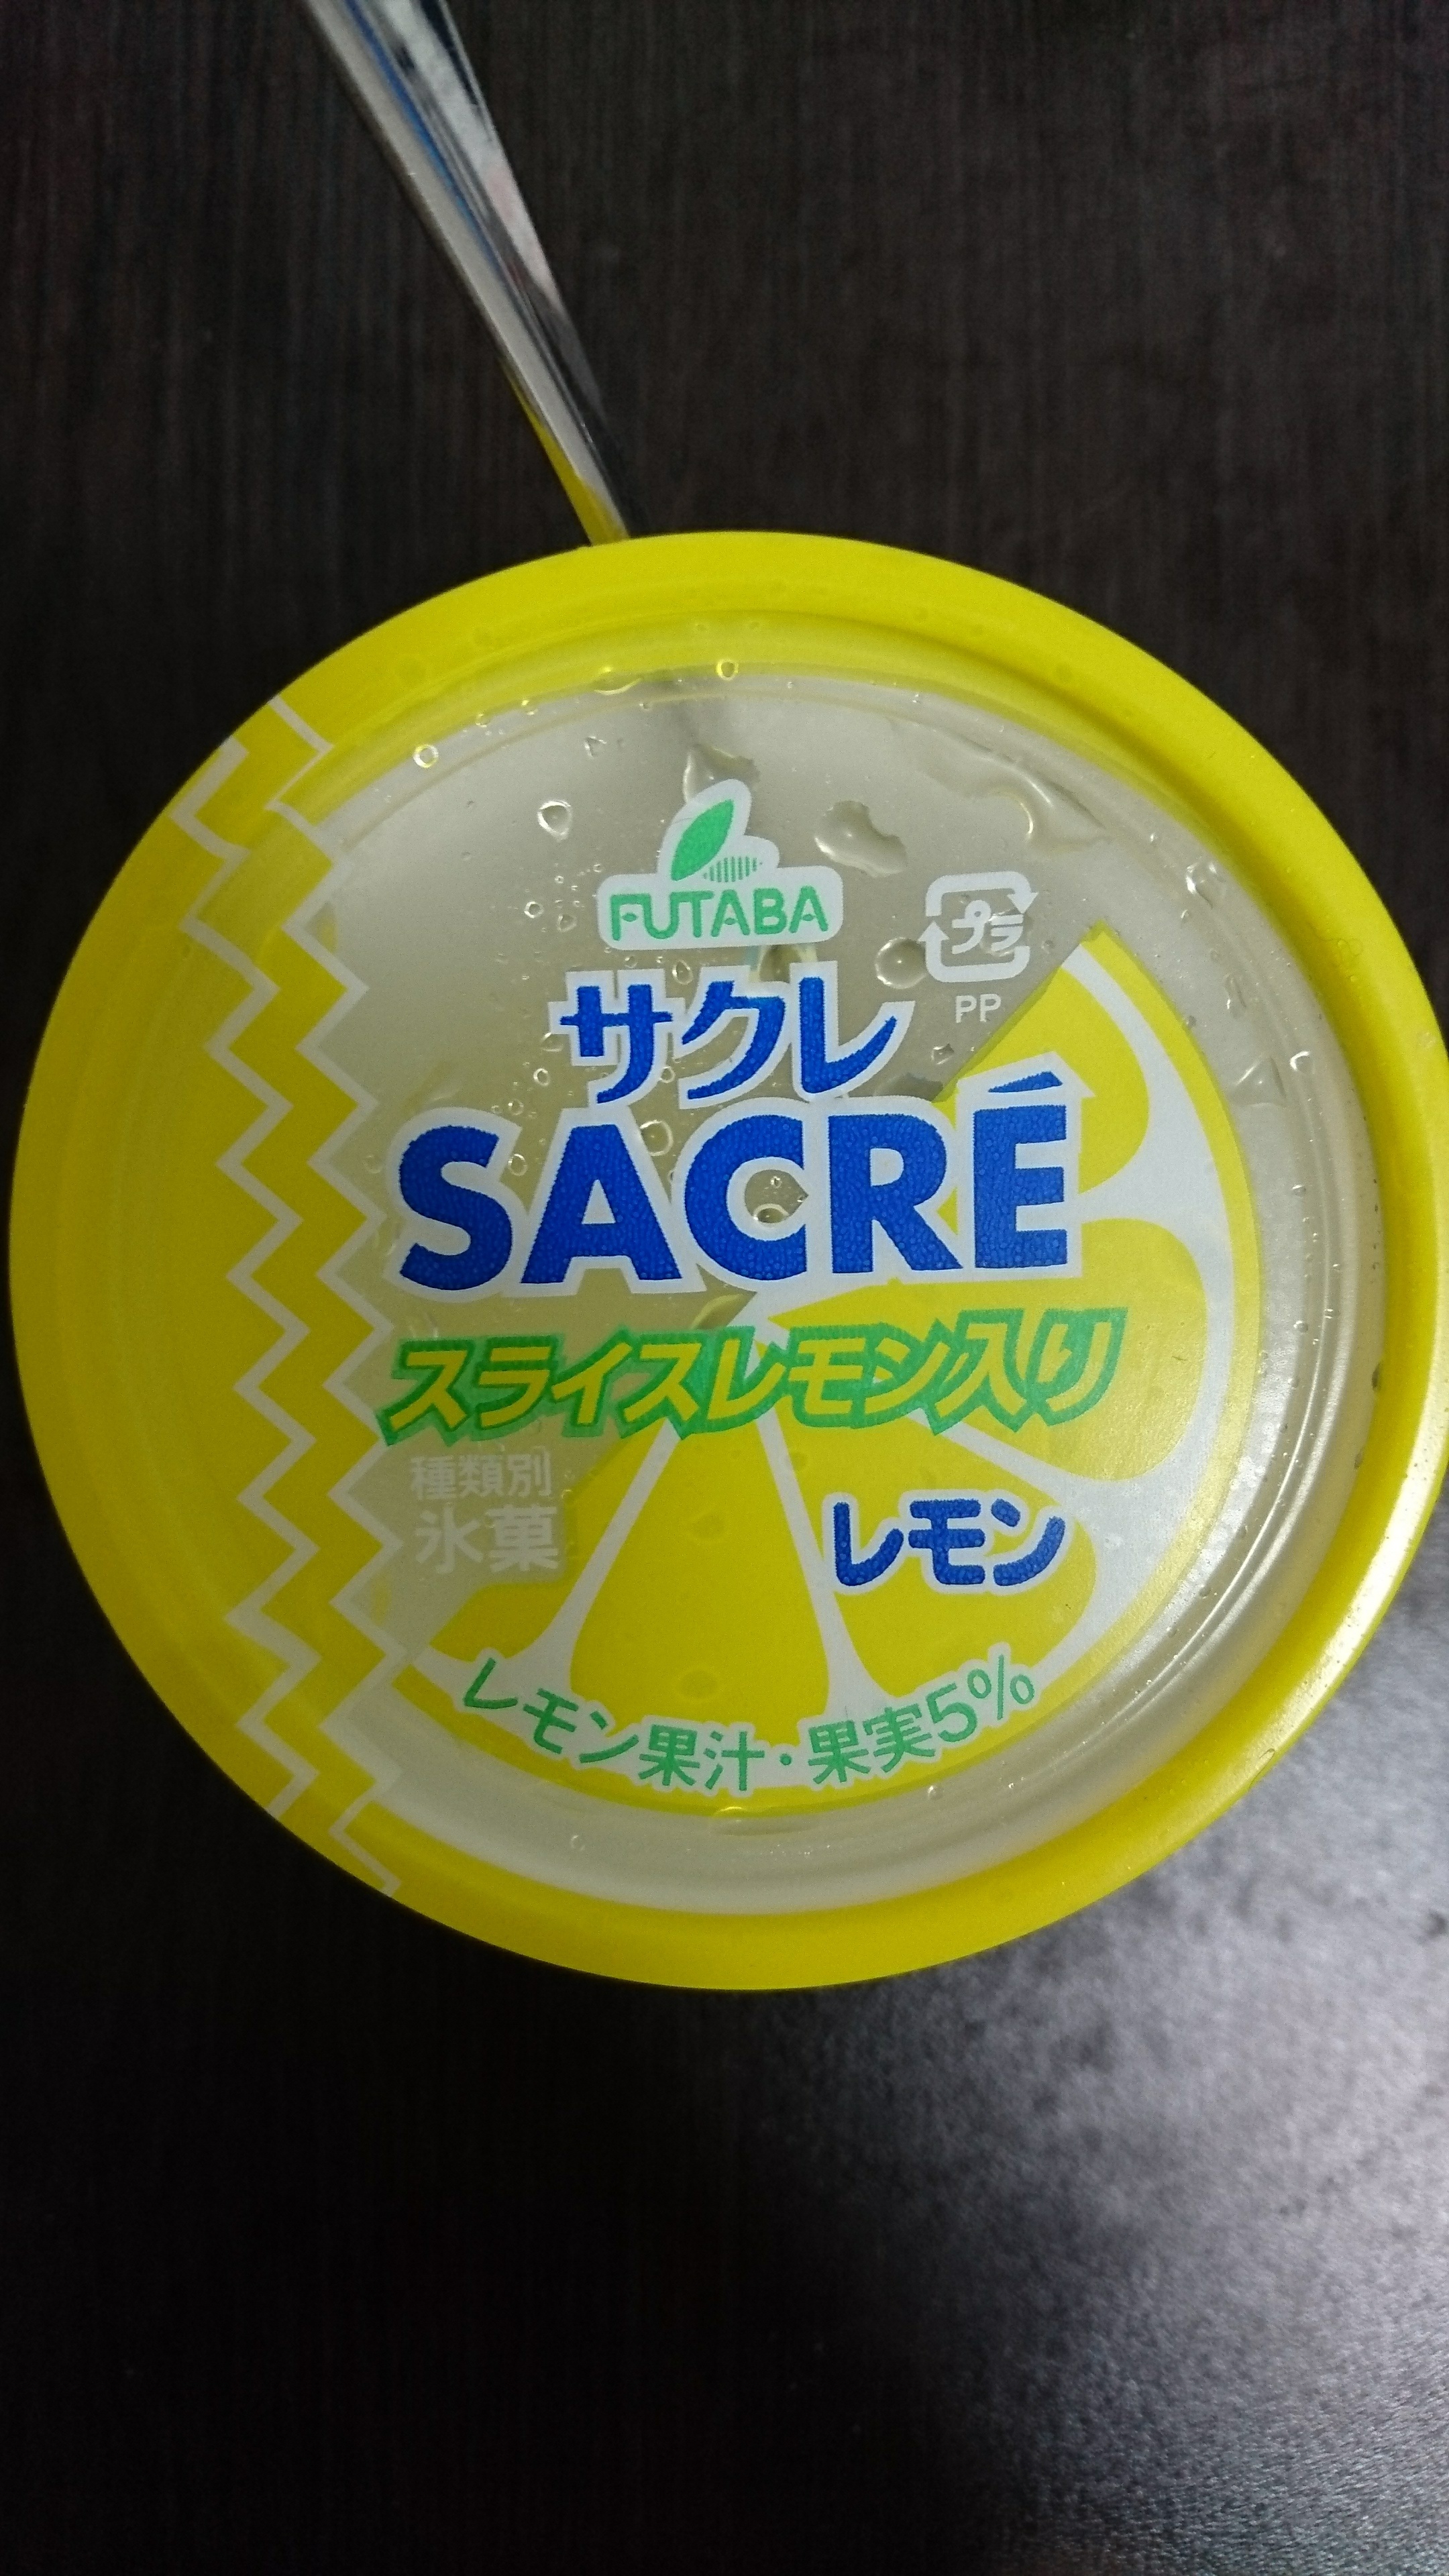 FUTABA
プラ
PP
サクレ
SACRÉ
スライスレモン入り
種類別
氷菓
レモン
レモン果汁・果実5%